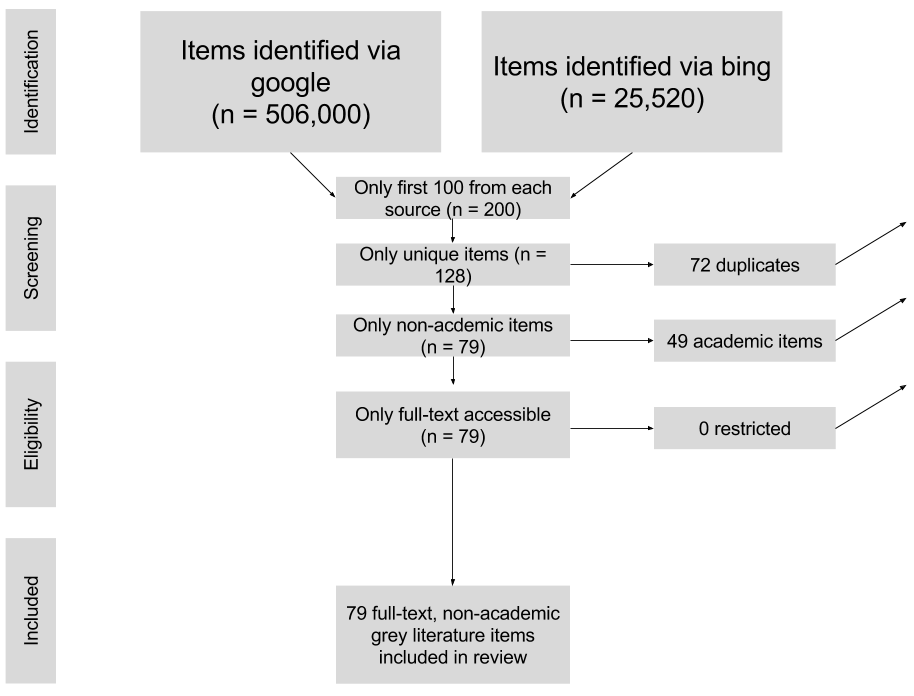 Identification
Items identified via
google
(n = 506,000)
Items identified via bing
(n = 25,520)
Screening
Only first 100 from each
source (n = 200)
Only unique items (n =
128)
72 duplicates
Only non-acdemic items
(n = 79)
49 academic items
Eligibility
Only full-text accessible
(n = 79)
0 restricted
Included
79 full-text, non-academic
grey literature items
included in review